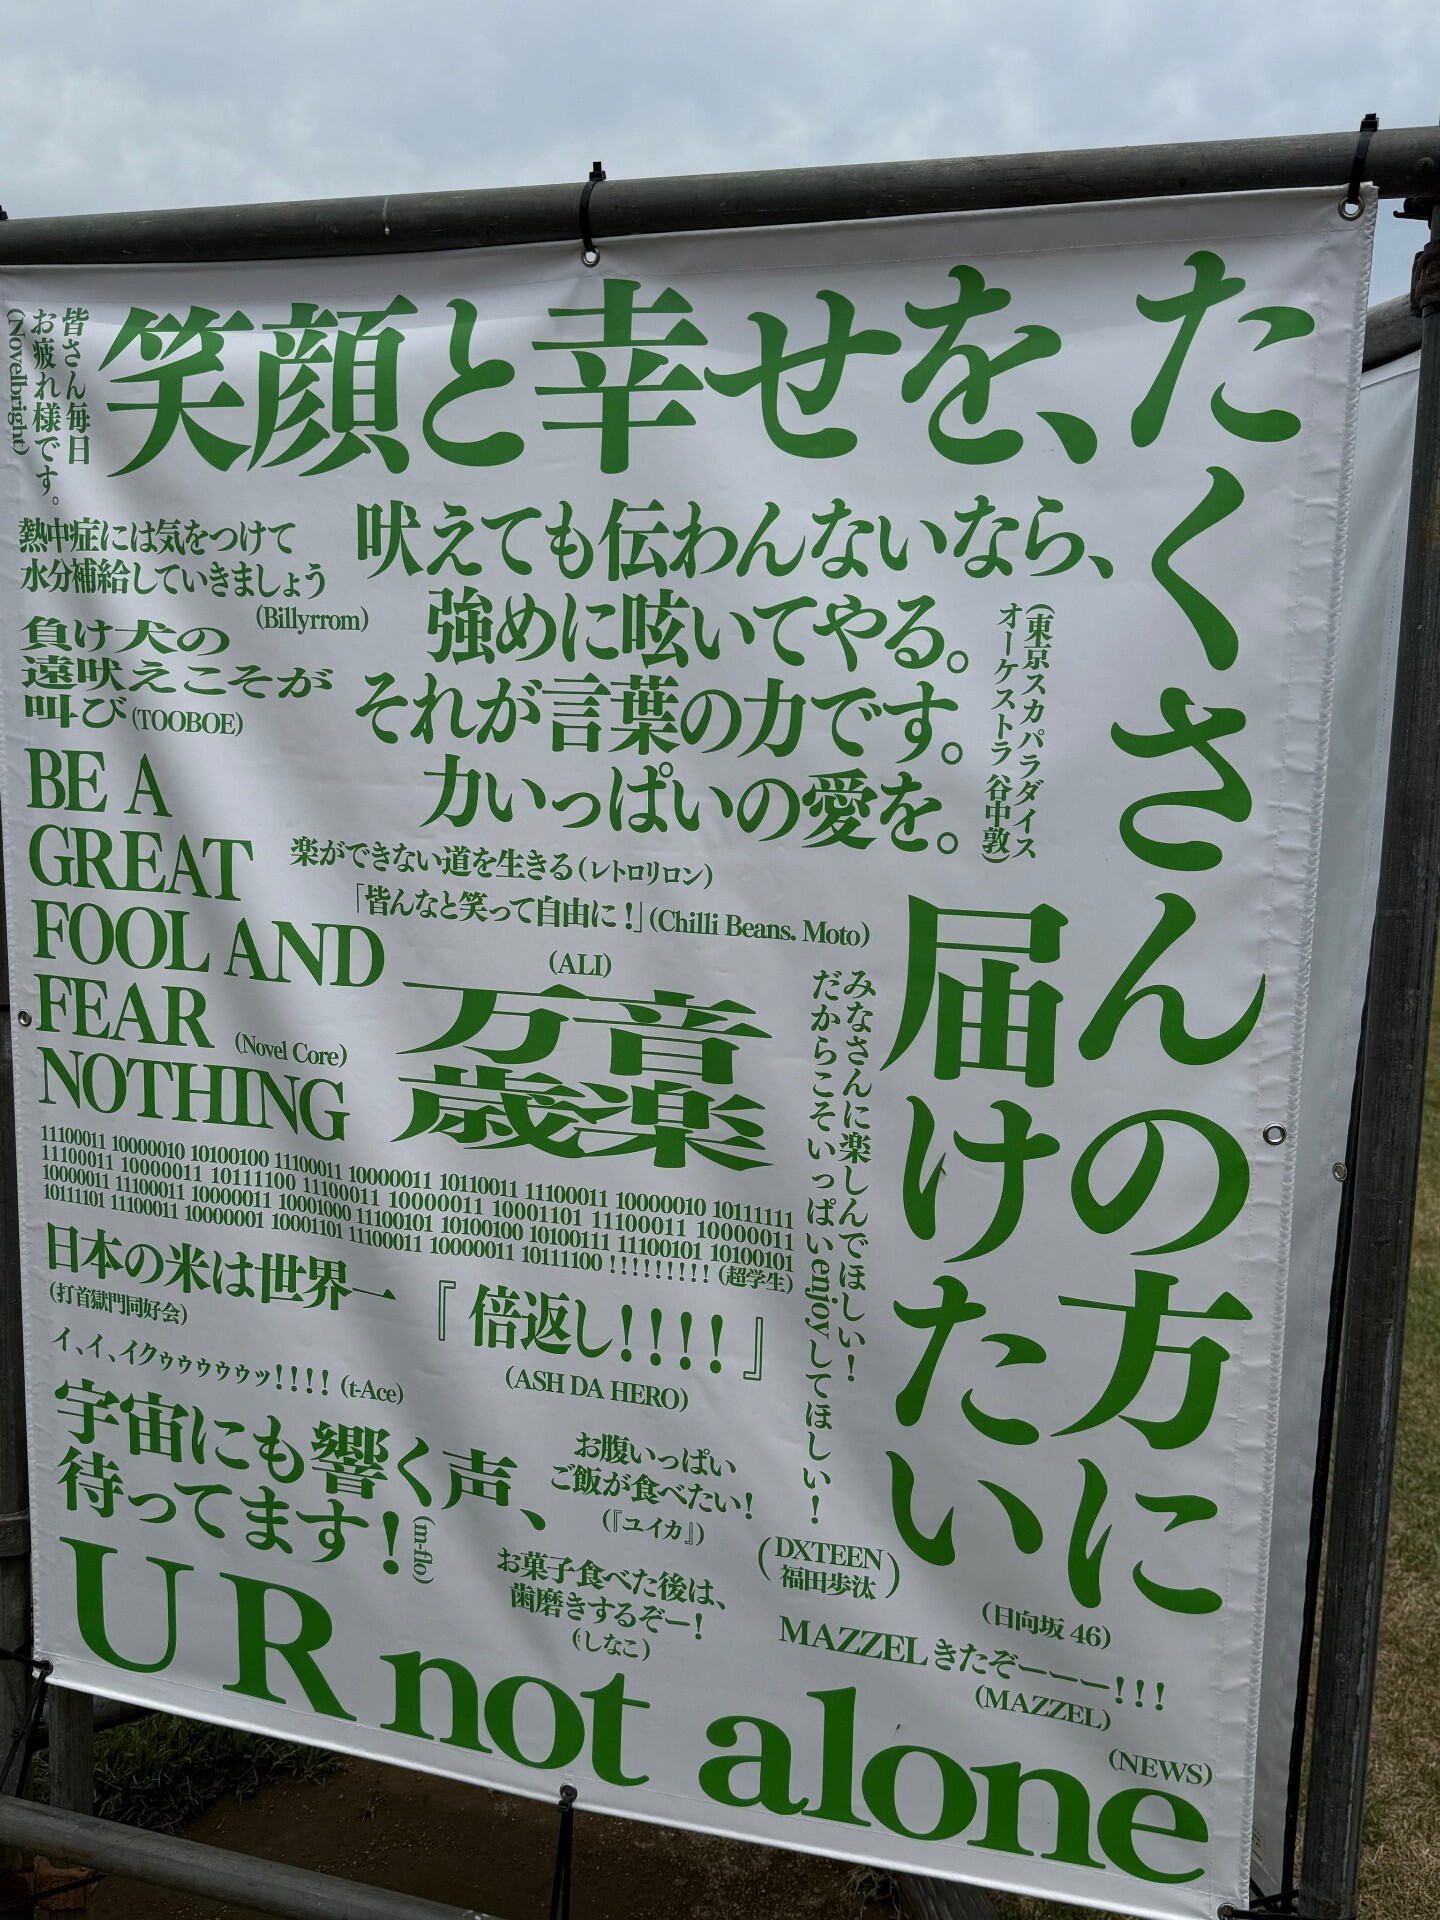 笑顔と幸せを、たくさんの方に
届けたい
(日向坂46)
皆さん毎日
お疲れ様です。
(Novelbright)
熱中症には気をつけて
水分補給していきましょう
(Billyrrom)
吠えても伝わんないなら、
強めに呟いてやる。
それが言葉の力です。
力いっぱいの愛を。
(東京スカパラダイス
オーケストラ 谷中敦)
負け犬の
遠吠えこそが
叫び(TOOBOE)
BE A
GREAT
FOOL AND
FEAR
NOTHING
(Novel Core)
楽ができない道を生きる(レトロリロン)
「皆んなと笑って自由に!」(Chilli Beans. Moto)
(ALI)
万音
歳楽
みなさんに楽しんでほしい!
だからこそいっぱいenjoyしてほしい!
(DXTEEN
福田歩汰)
11100011 10000010 10100100 11100011 10000011 10110011 11100011 10000010 10111111
11100011 10000011 10111100 11100011 10000011 10001101 11100011 10000011
10000011 11100011 10000011 10001000 11100101 10100100 10100111 11100101 10100101
10111101 11100011 10000001 10001101 11100011 10000011 10111100 !!!!!!!!! (超学生)
日本の米は世界一
(打首獄門同好会)
『倍返し!!!!』
(ASH DA HERO)
イ、イ、イクゥゥゥゥゥゥッ!!!! (t-Ace)
宇宙にも響く声、
待ってます!
(m-flo)
お腹いっぱい
ご飯が食べたい!
(『ユイカ』)
お菓子食べた後は、
歯磨きするぞー!
(しなこ)
MAZZEL きたぞーーー!!!
(MAZZEL)
U R not alone
(NEWS)